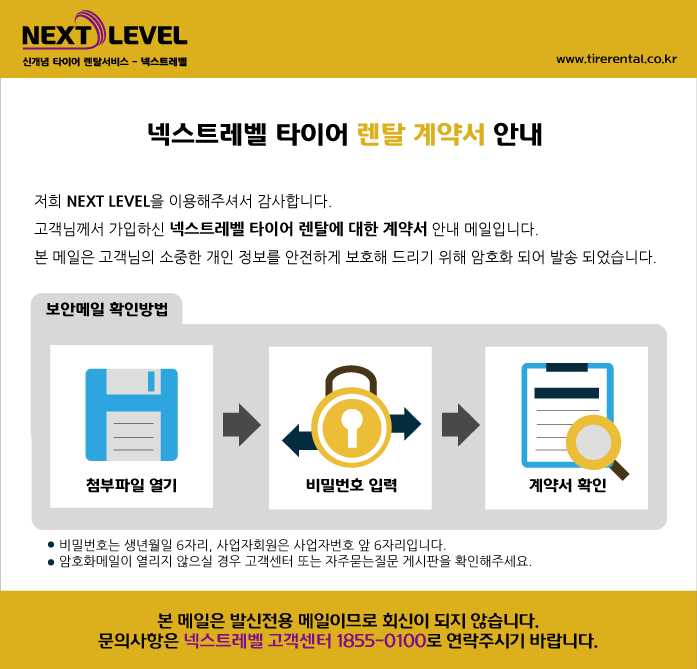 NEXT LEVEL
신개념 타이어 렌탈서비스 - 넥스트레벨
www.tirerental.co.kr
넥스트레벨 타이어 렌탈 계약서 안내
저희 NEXT LEVEL을 이용해주셔서 감사합니다.
고객님께서 가입하신 넥스트레벨 타이어 렌탈에 대한 계약서 안내 메일입니다.
본 메일은 고객님의 소중한 개인 정보를 안전하게 보호해 드리기 위해 암호화 되어 발송 되었습니다.
보안메일 확인방법
첨부파일 열기
비밀번호 입력
계약서 확인
● 비밀번호는 생년월일 6자리, 사업자회원은 사업자번호 앞 6자리입니다.
● 암호화메일이 열리지 않으실 경우 고객센터 또는 자주묻는질문 게시판을 확인해주세요.
본 메일은 발신전용 메일이므로 회신이 되지 않습니다.
문의사항은 넥스트레벨 고객센터 1855-0100로 연락주시기 바랍니다.